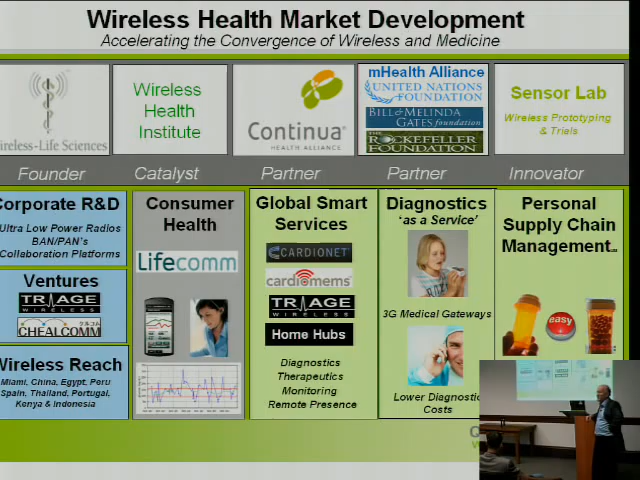 Wireless Health Market Development
Accelerating the Convergence of Wireless and Medicine
ireless-Life Sciences
Wireless
Health
Institute
Continua
HEALTH ALLIANCE
mHealth Alliance
UNITED NATIONS
FOUNDATION
BILL & MELINDA
GATES foundation
THE
ROCKEFELLER
FOUNDATION
Sensor Lab
Wireless Prototyping
& Trials
Founder
Catalyst
Partner
Partner
Innovator
Corporate R&D
Ultra Low Power Radios
BAN/PAN's
Collaboration Platforms
Ventures
TRIAGE
WIRELESS
CHEALCOMM
Wireless Reach
Miami, China, Egypt, Peru
Spain, Thailand, Portugal,
Kenya & Indonesia
Consumer
Health
Lifecomm
Global Smart
Services
CARDIONET
cardiomems
TRIAGE
WIRELESS
Home Hubs
Diagnostics
Therapeutics
Monitoring
Remote Presence
Diagnostics
'as a Service'
3G Medical Gateways
Lower Diagnostic
Costs
Personal
Supply Chain
Management
easy